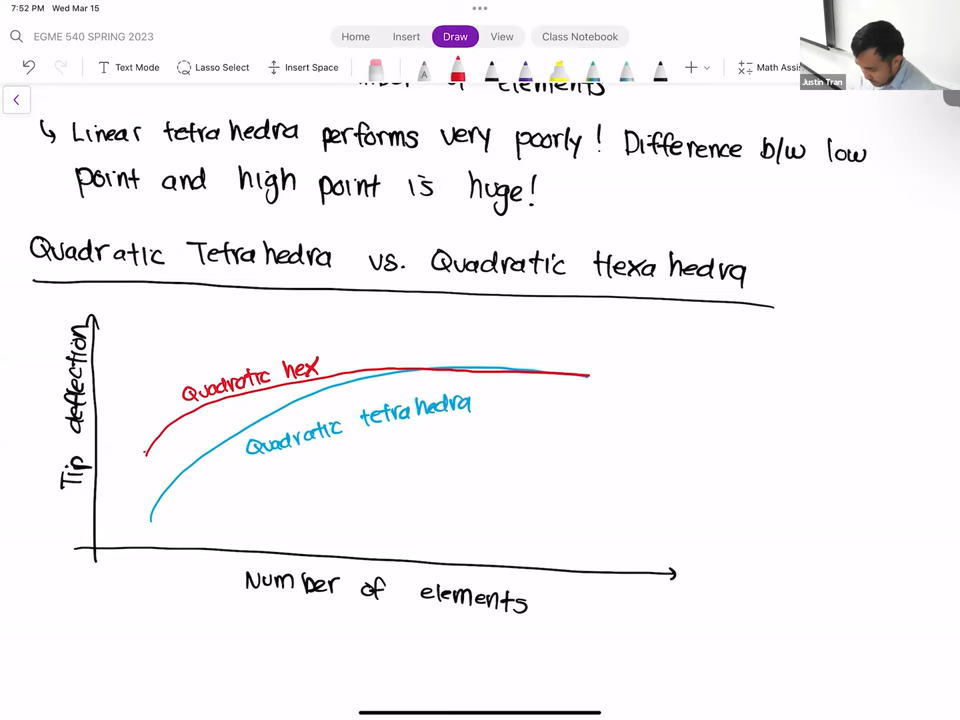 7:52 PM Wed Mar 15
EGME 540 SPRING 2023
Home Insert Draw View Class Notebook
Text Mode Lasso Select Insert Space Math Assis
Justin Tran
of elements
↳ Linear tetrahedra performs very poorly! Difference b/w low
point and high point is huge!
Quadratic Tetrahedra vs. Quadratic Hexahedra
Tip deflection
Quadratic hex
Quadratic tetrahedra
Number of elements